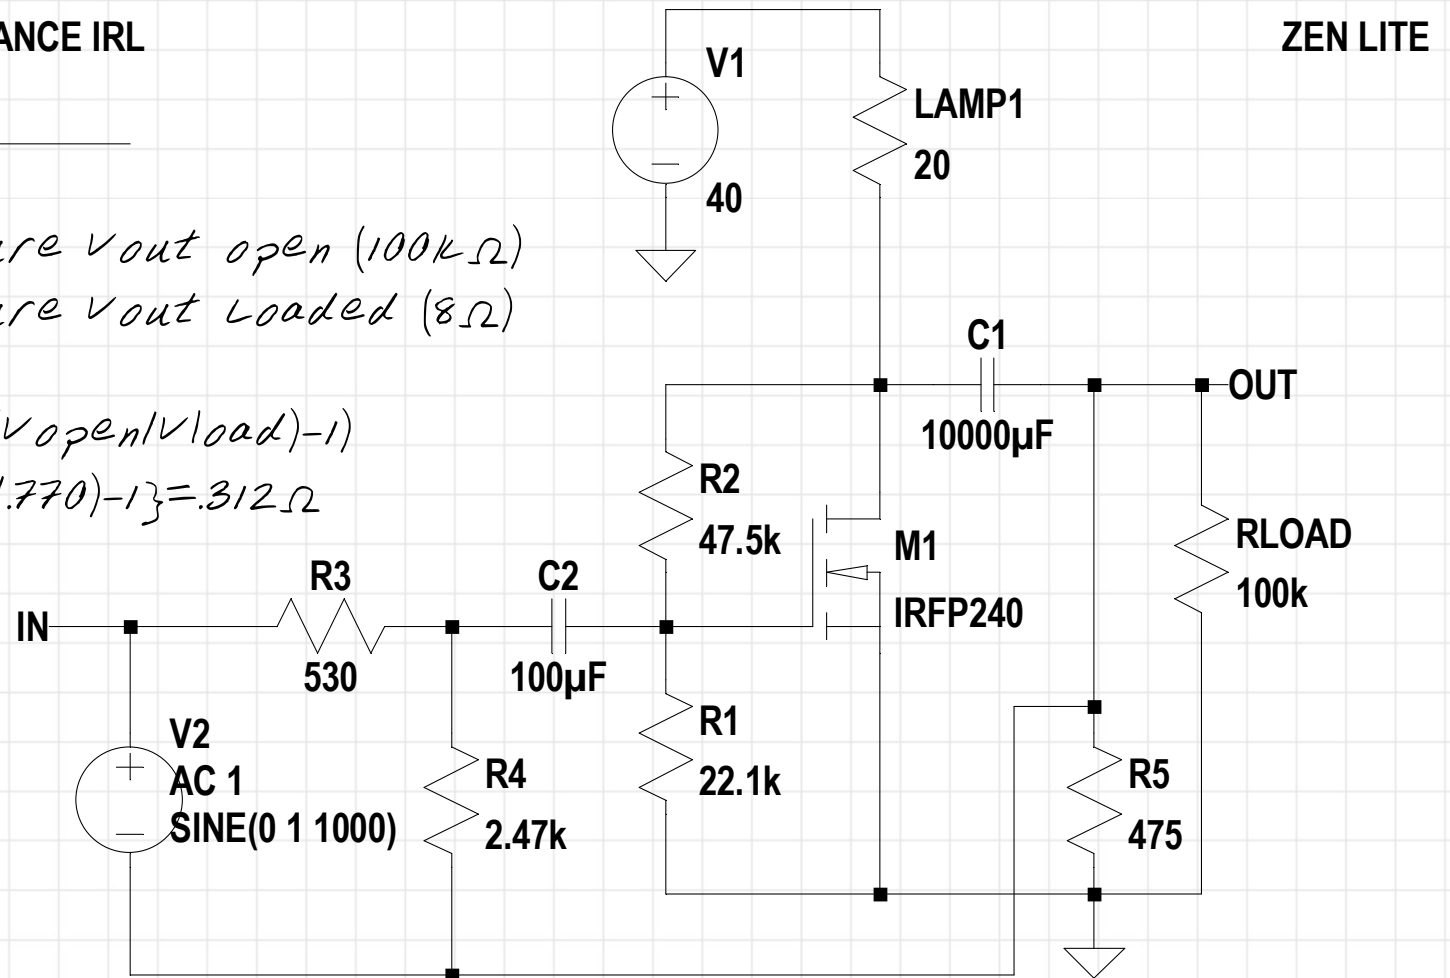 ANCE IRL
ZEN LITE
V1
40
LAMP1
20
re Vout open (100kΩ)
re Vout Loaded (8Ω)
C1
10000µF
OUT
Vopen/Vload)-1)
.770)-1}=.312Ω
R2
47.5k
M1
IRFP240
RLOAD
100k
IN
R3
530
C2
100µF
V2
AC 1
SINE(0 1 1000)
R4
2.47k
R1
22.1k
R5
475